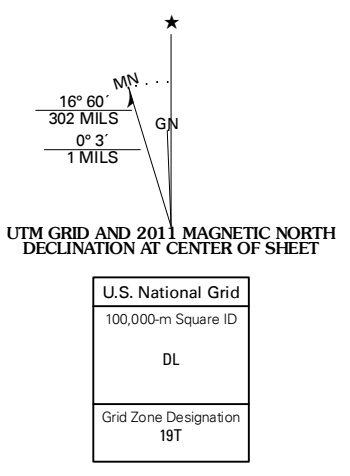 ★
MN
16° 60´
302 MILS
GN
0° 3´
1 MILS
UTM GRID AND 2011 MAGNETIC NORTH
DECLINATION AT CENTER OF SHEET
U.S. National Grid
100,000-m Square ID
DL
Grid Zone Designation
19T